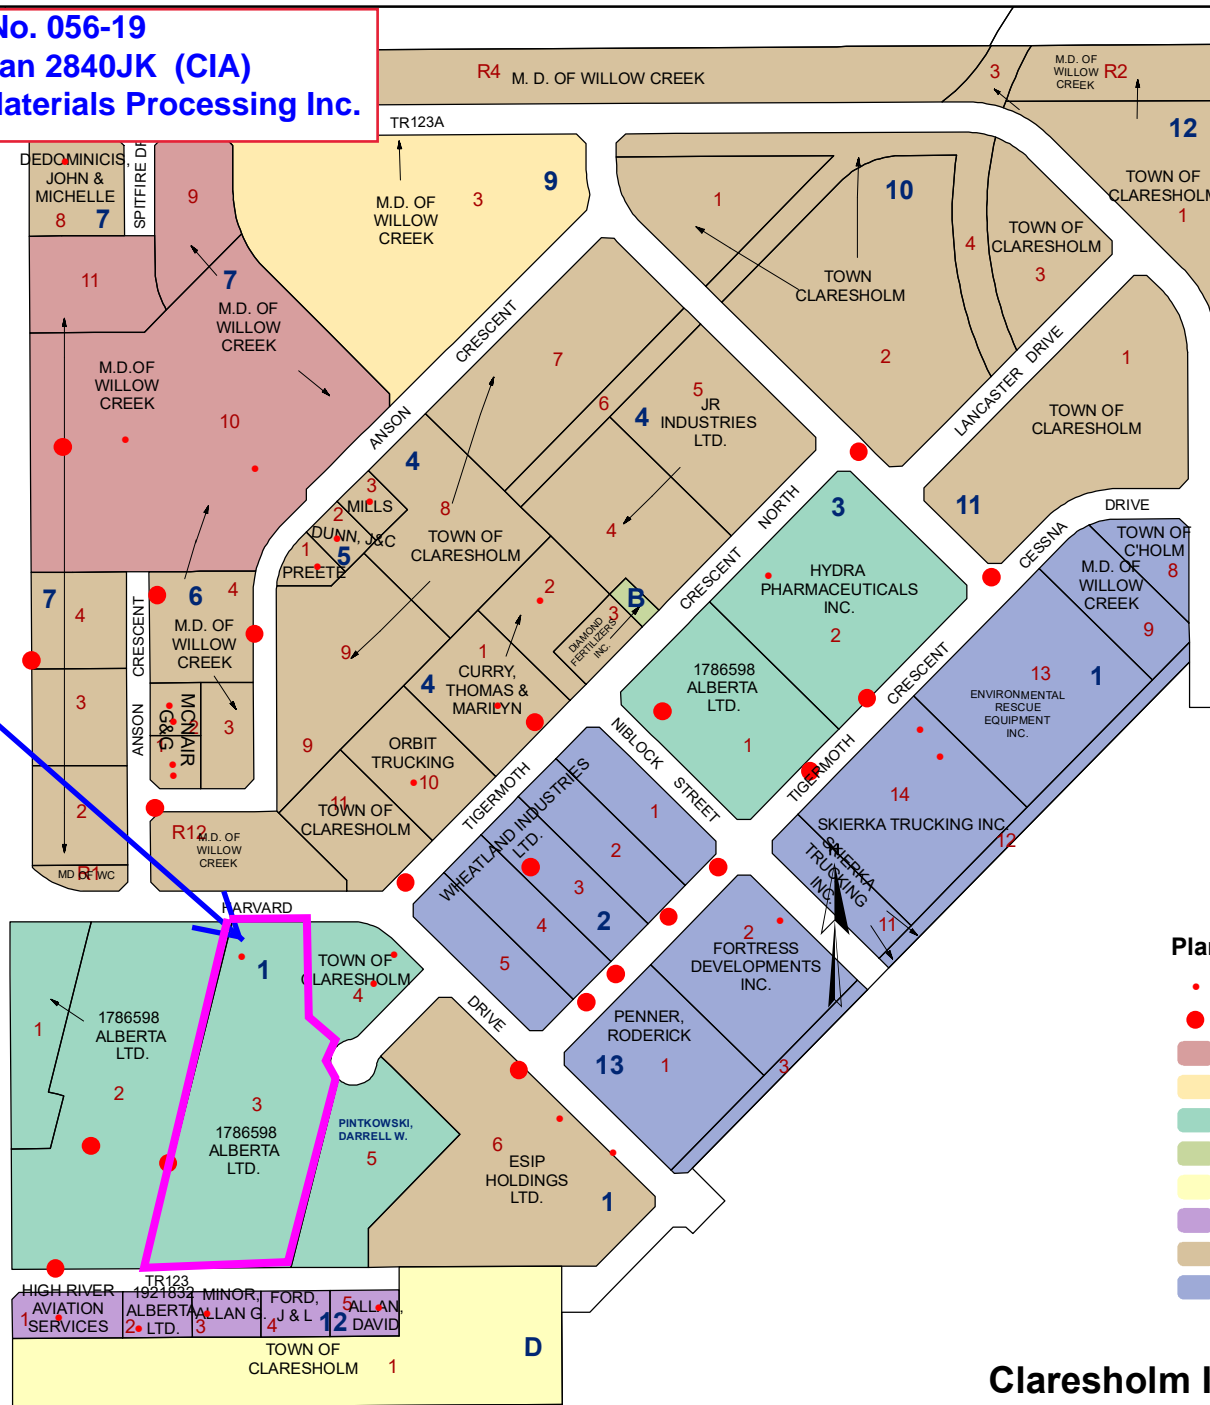 No. 056-19
an 2840JK (CIA)
Materials Processing Inc.
R4
M. D. OF WILLOW CREEK
3
M.D. OF
WILLOW
CREEK
R2
TR123A
12
TOWN OF
CLARESHOLM
1
DEDOMINICIS,
JOHN &
MICHELLE
8
7
SPITFIRE DR
9
M.D. OF
WILLOW
CREEK
3
9
1
10
TOWN
CLARESHOLM
2
4
TOWN OF
CLARESHOLM
3
11
7
M.D. OF
WILLOW
CREEK
M.D.OF
WILLOW
CREEK
10
ANSON
CRESCENT
7
6
5
4
JR
INDUSTRIES
LTD.
4
LANCASTER DRIVE
1
TOWN OF
CLARESHOLM
11
4
8
TOWN OF
CLARESHOLM
3
MILLS
2
DUNN, J&C
1
5
PREETE
9
9
CRESCENT NORTH
3
HYDRA
PHARMACEUTICALS
INC.
2
CESSNA
DRIVE
TOWN OF
C'HOLM
8
M.D. OF
WILLOW
CREEK
9
7
4
3
2
R1
MD OF WC
ANSON CRESCENT
6
4
M.D. OF
WILLOW
CREEK
MCNAIR
G&G
2
1
3
2
1
CURRY,
THOMAS &
MARILYN
4
DIAMOND
FERTILIZERS
INC.
3
B
1786598
ALBERTA
LTD.
1
13
1
ENVIRONMENTAL
RESCUE
EQUIPMENT
INC.
ORBIT
TRUCKING
10
11
TOWN OF
CLARESHOLM
R12
M.D. OF
WILLOW
CREEK
TIGERMOTH
NIBLOCK STREET
TIGERMOTH
CRESCENT
14
SKIERKA TRUCKING INC.
12
SKIERKA
TRUCKING
INC.
11
WHEATLAND INDUSTRIES
LTD.
1
2
3
4
5
2
HARVARD
DRIVE
2
FORTRESS
DEVELOPMENTS
INC.
3
PENNER,
RODERICK
13
1
1
1786598
ALBERTA
LTD.
2
1
3
1786598
ALBERTA
LTD.
TOWN OF
CLARESHOLM
4
PINTKOWSKI,
DARRELL W.
5
6
ESIP
HOLDINGS
LTD.
1
TR123
HIGH RIVER
AVIATION
SERVICES
1
1921832
ALBERTA
LTD.
2
MINOR,
ALLAN G.
3
FORD,
J & L
4
12
5
ALLAN,
DAVID
TOWN OF
CLARESHOLM
1
D
Plan
Claresholm I